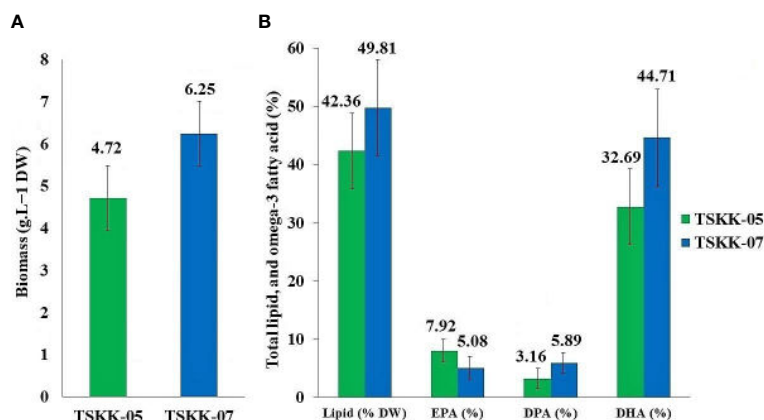 A
B
Biomass (g.L−1 DW)
8
7
6
5
4
3
2
1
0
4.72
6.25
TSKK-05
TSKK-07
Total lipid, and omega-3 fatty acid (%)
60
50
40
30
20
10
0
42.36
49.81
7.92
5.08
3.16
5.89
32.69
44.71
Lipid (% DW)
EPA (%)
DPA (%)
DHA (%)
TSKK-05
TSKK-07